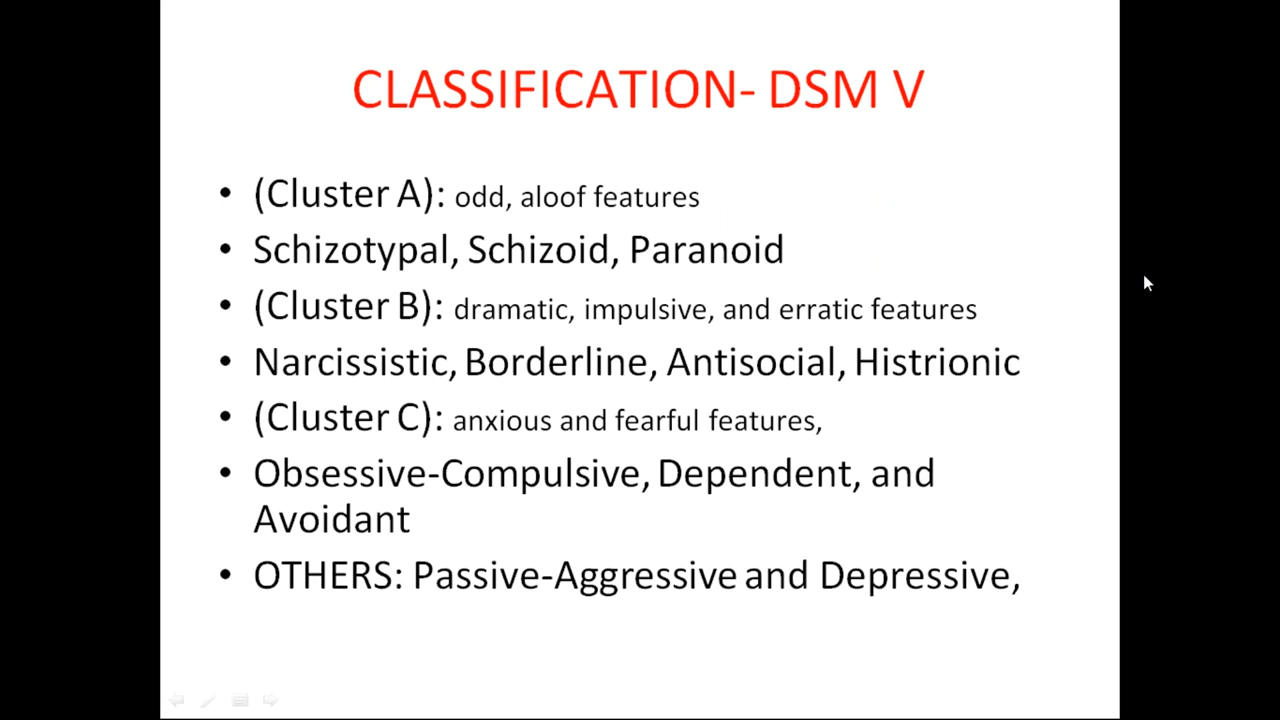 CLASSIFICATION- DSM V
• (Cluster A): odd, aloof features
• Schizotypal, Schizoid, Paranoid
• (Cluster B): dramatic, impulsive, and erratic features
• Narcissistic, Borderline, Antisocial, Histrionic
• (Cluster C): anxious and fearful features,
• Obsessive-Compulsive, Dependent, and
Avoidant
• OTHERS: Passive-Aggressive and Depressive,